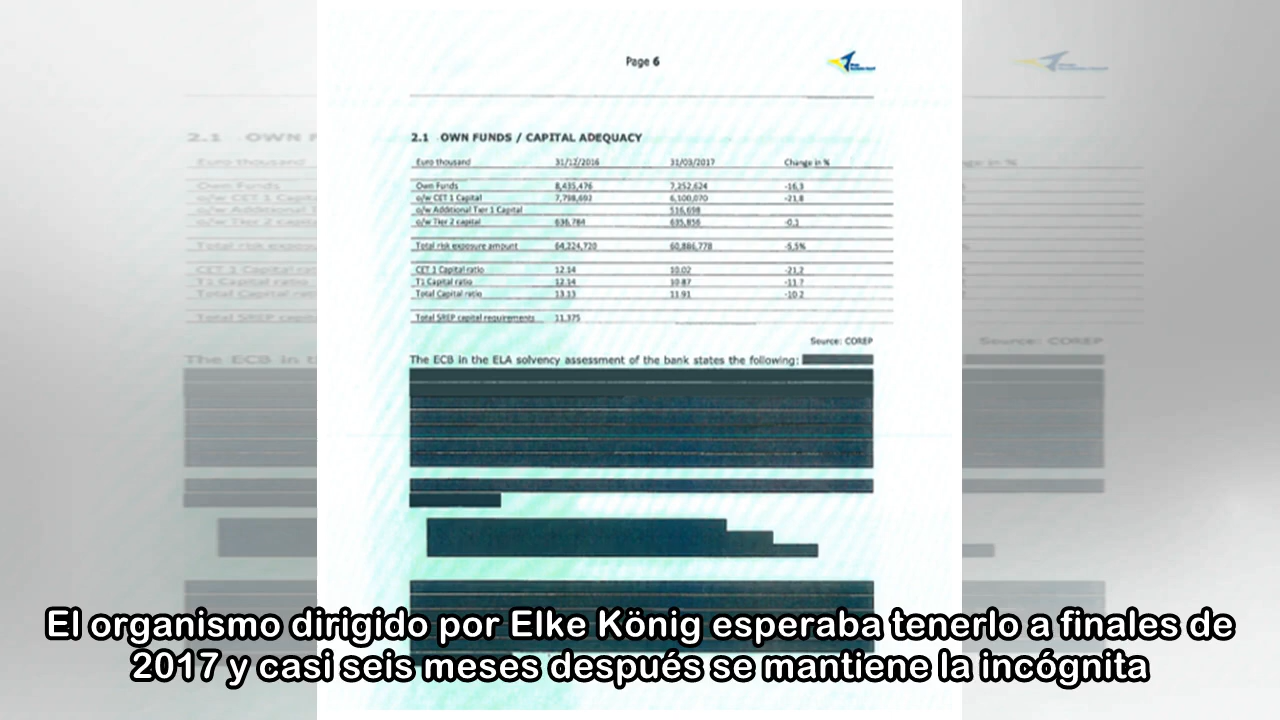 Page 6
2.1 OWN FUNDS / CAPITAL ADEQUACY
Euro thousand 31/12/2016 31/03/2017 Change in %
Own Funds 8,435,476 7,252,624 -16,3
o/w CET 1 Capital 7,798,692 6,100,070 -21,8
o/w Additional Tier 1 Capital 516,698
o/w Tier 2 capital 636,784 635,856 -0,1
Total risk exposure amount 64,224,720 60,886,778 -5,5%
CET 1 Capital ratio 12.14 10.02 -21,2
T1 Capital ratio 12.14 10.87 -11.7
Total Capital ratio 13.13 11.91 -10.2
Total SREP capital requirements 11.375
Source: COREP
The ECB in the ELA solvency assessment of the bank states the following:
El organismo dirigido por Elke König esperaba tenerlo a finales de
2017 y casi seis meses después se mantiene la incógnita